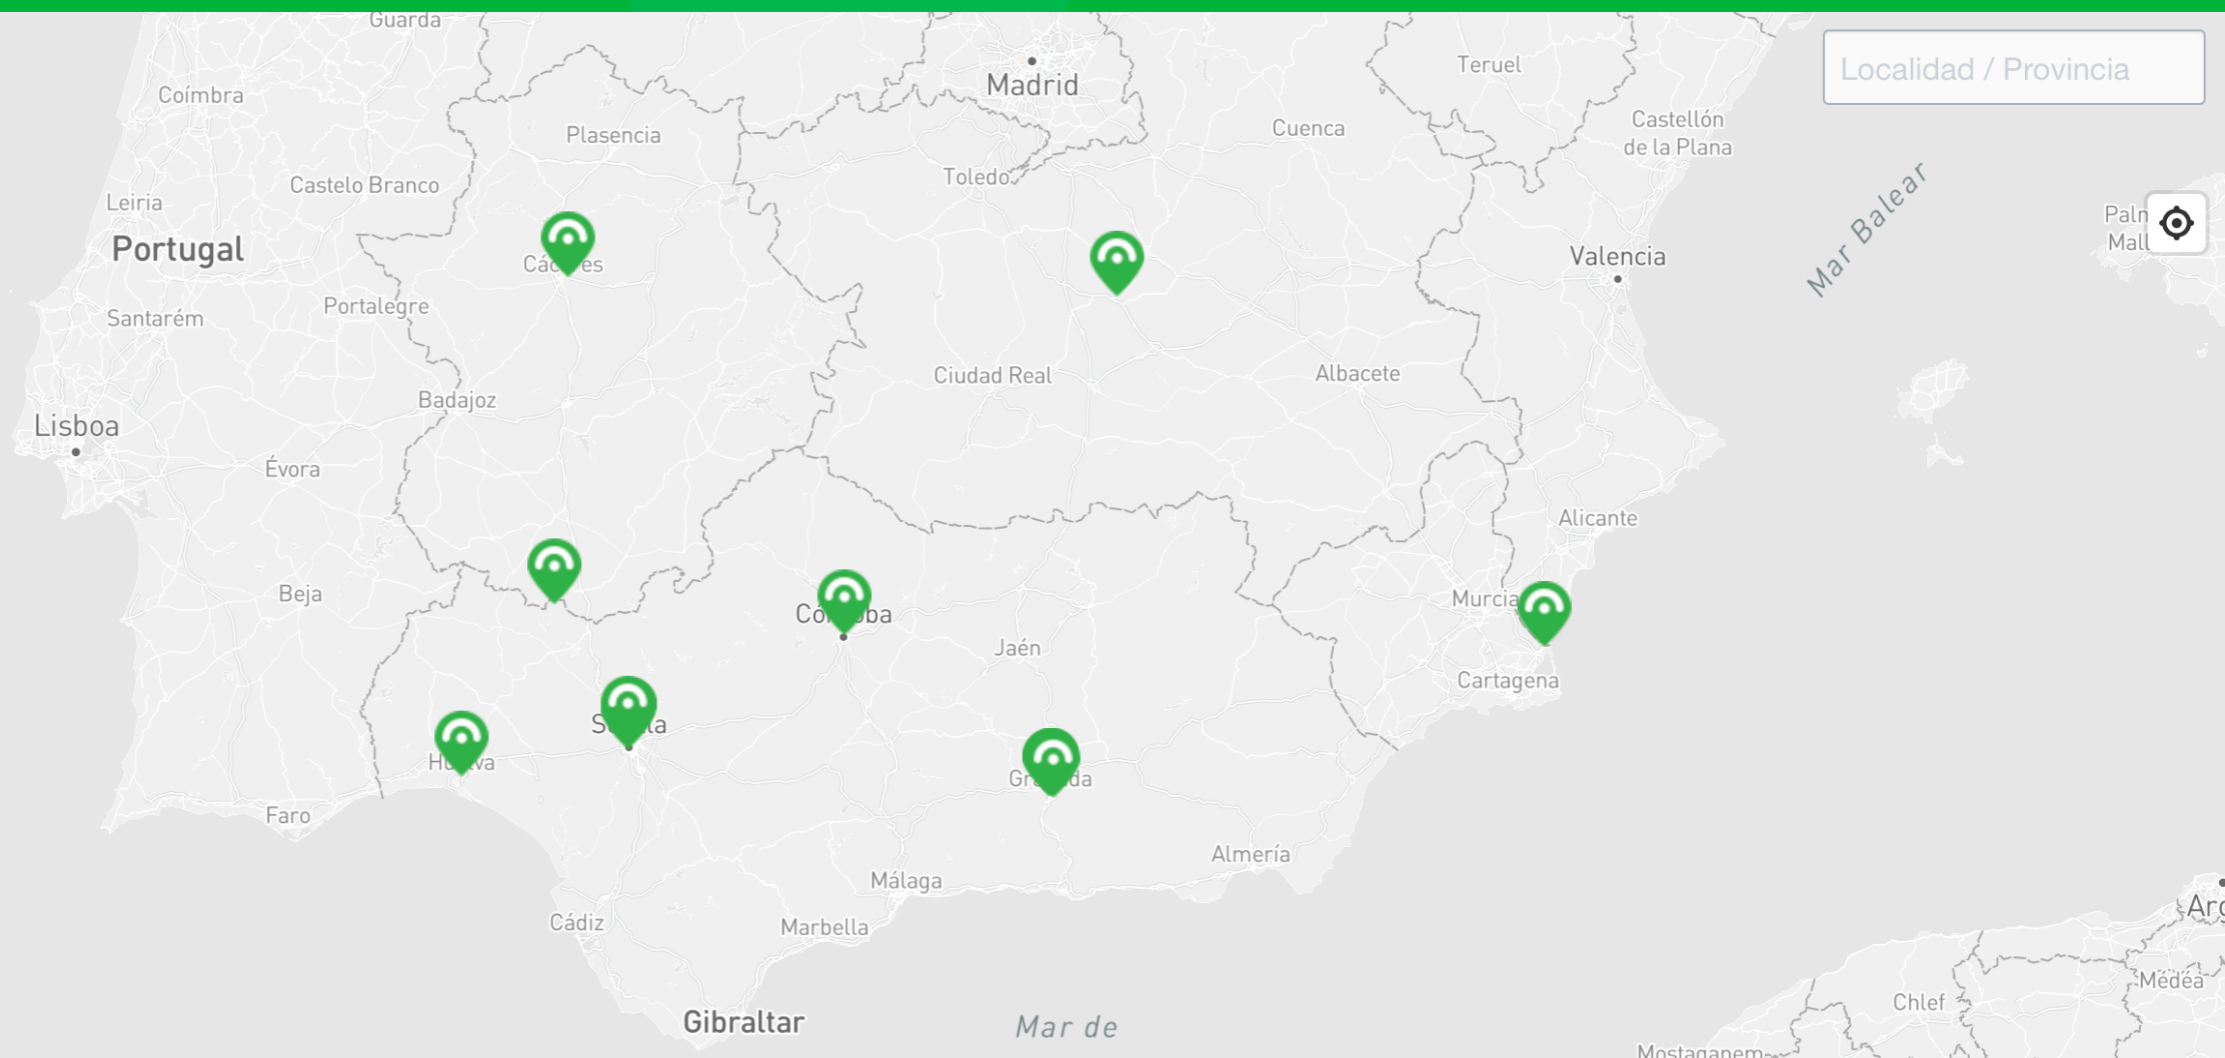 Guarda
Madrid
Teruel
Localidad / Provincia
Coímbra
Castellón
de la Plana
Plasencia
Cuenca
Toledo
Castelo Branco
Leiria
Mar Balear
Portugal
Valencia
Portalegre
Santarém
Ciudad Real
Albacete
Badajoz
Lisboa
Évora
Alicante
Beja
Murcia
Jaén
Cartagena
Faro
Almería
Málaga
Cádiz
Marbella
Médéa
Chlef
Gibraltar
Mar de
Mostaganem